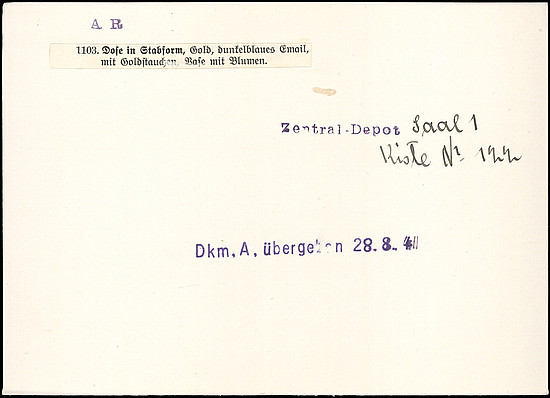 A R
1103. Dose in Stabform, Gold, dunkelblaues Email,
mit Goldstauchen, Vase mit Blumen.
Zentral-Depot Saal 1
Kiste Nr 122
Dkm. A. übergeben 28. 8.